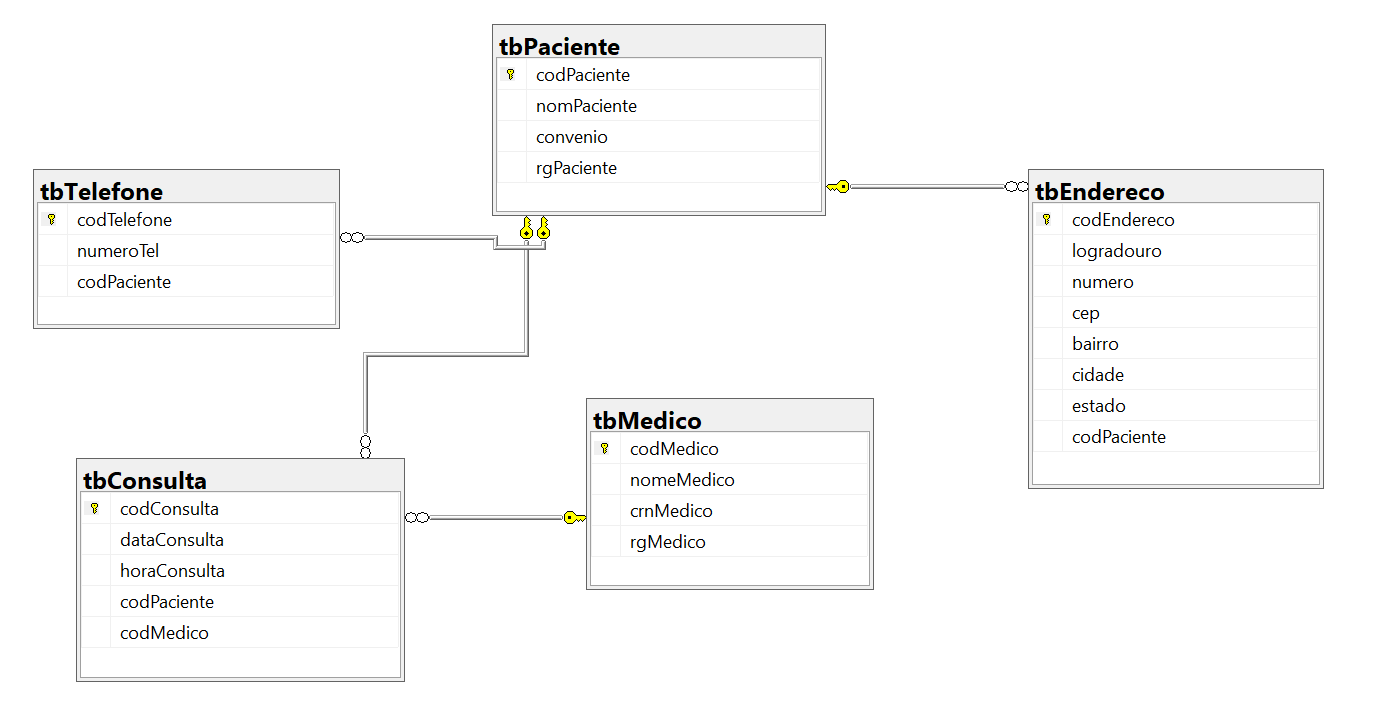 tbPaciente
codPaciente
nomPaciente
convenio
rgPaciente
tbTelefone
codTelefone
numeroTel
codPaciente
tbEndereco
codEndereco
logradouro
numero
cep
bairro
cidade
estado
codPaciente
tbMedico
codMedico
nomeMedico
crnMedico
rgMedico
tbConsulta
codConsulta
dataConsulta
horaConsulta
codPaciente
codMedico